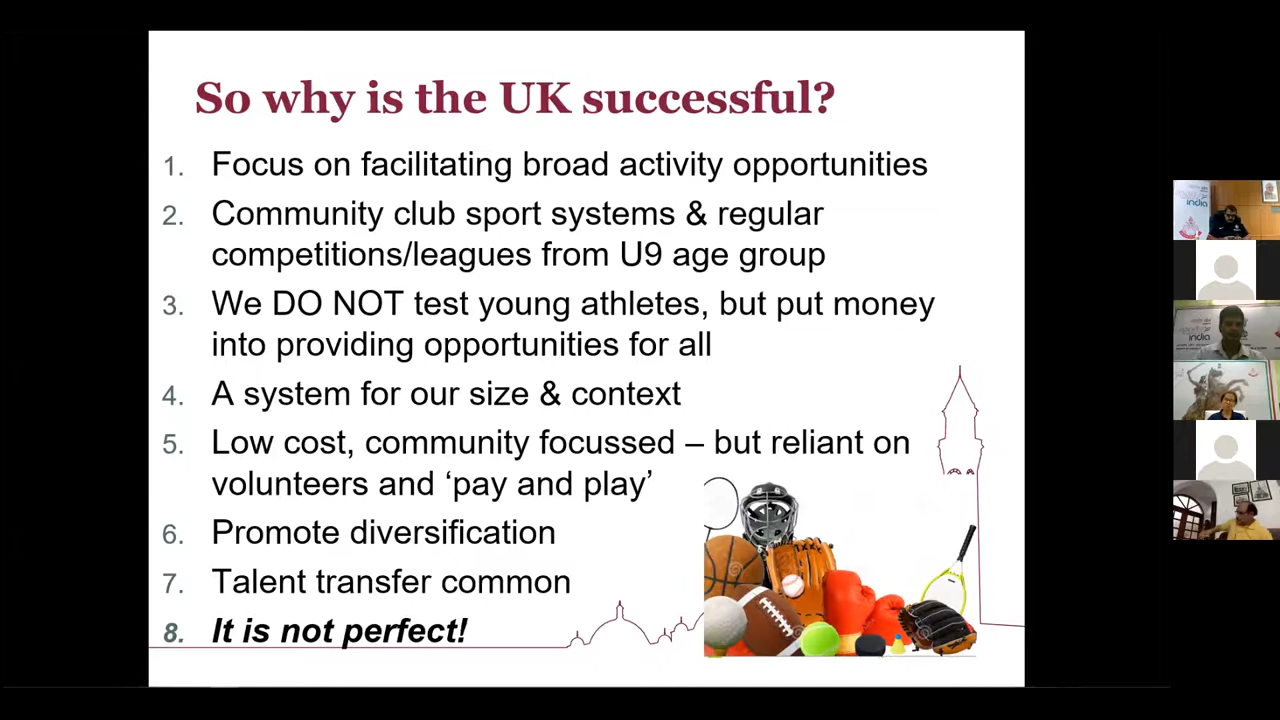 So why is the UK successful?
1. Focus on facilitating broad activity opportunities
2. Community club sport systems & regular
competitions/leagues from U9 age group
3. We DO NOT test young athletes, but put money
into providing opportunities for all
4. A system for our size & context
5. Low cost, community focussed – but reliant on
volunteers and ‘pay and play’
6. Promote diversification
7. Talent transfer common
8. It is not perfect!
india
india